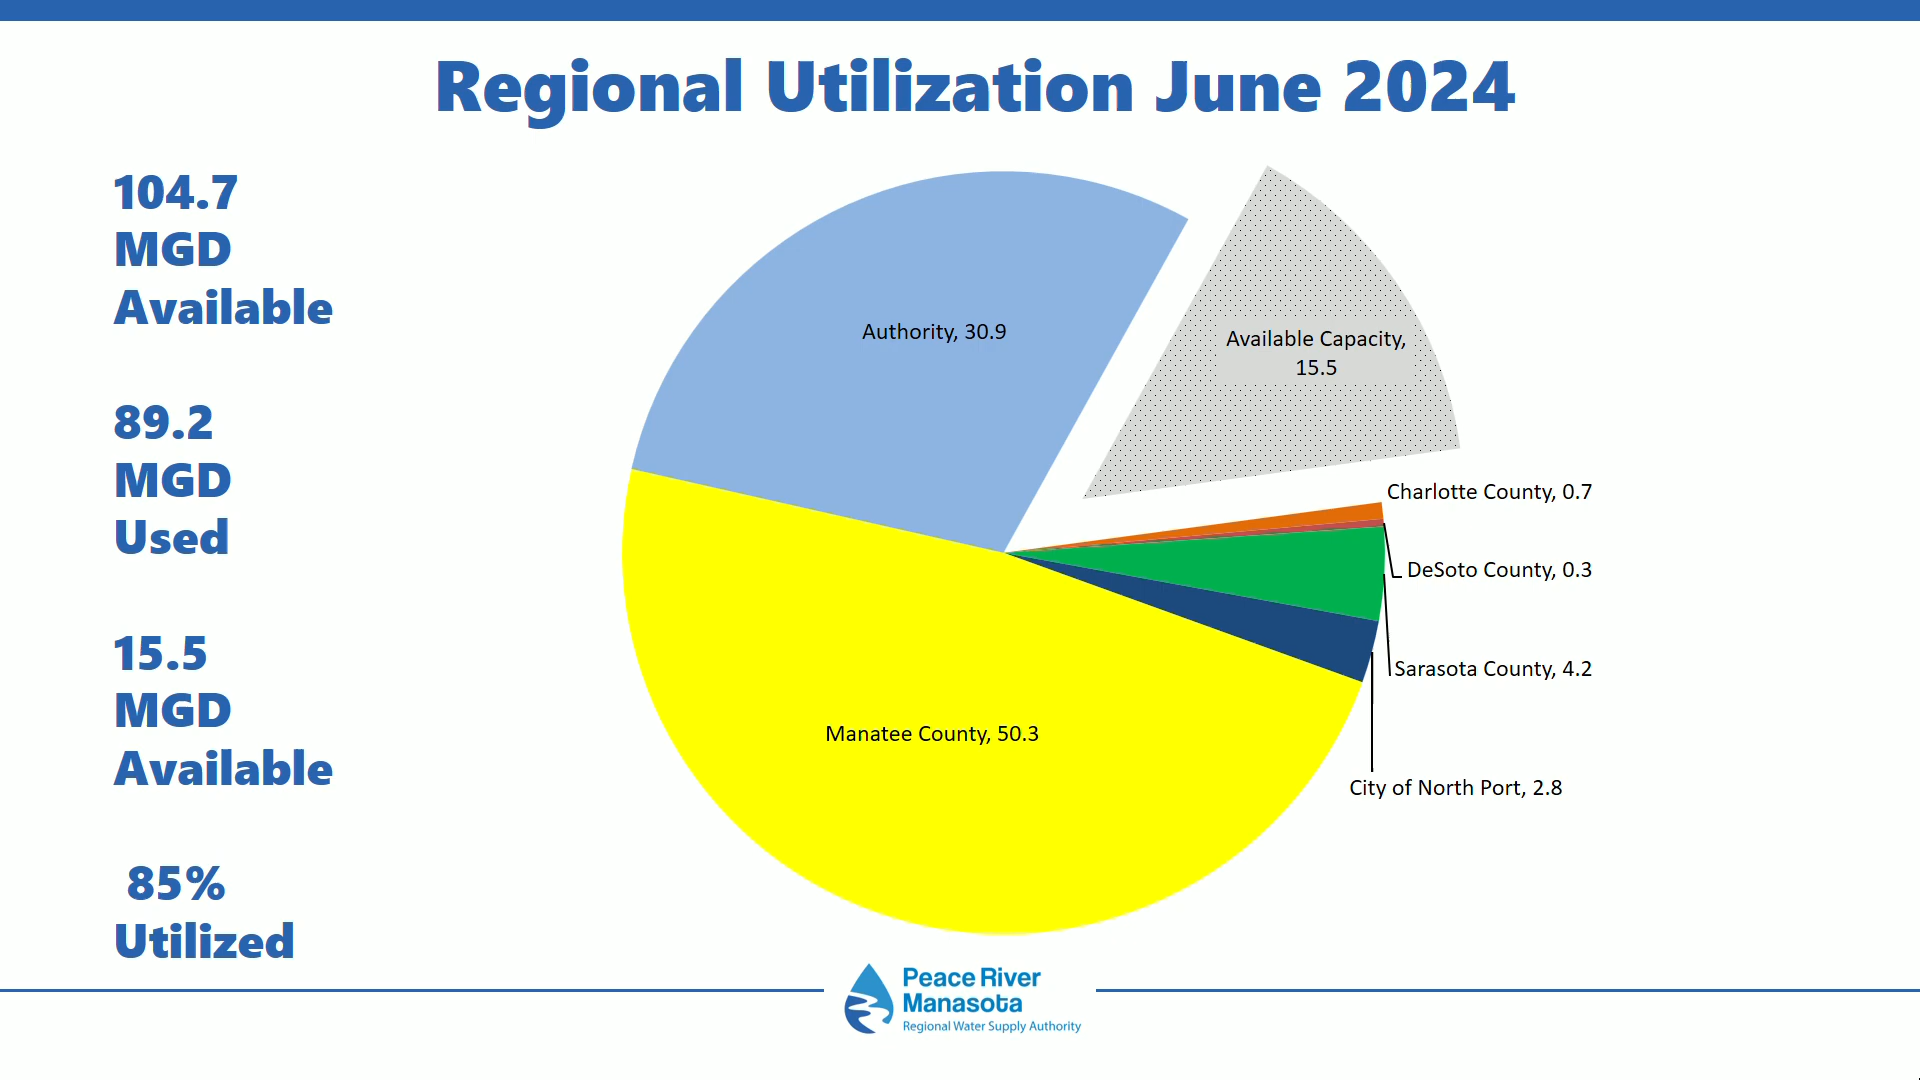 Regional Utilization June 2024
104.7
MGD
Available
89.2
MGD
Used
15.5
MGD
Available
85%
Utilized
Authority, 30.9
Available Capacity,
15.5
Charlotte County, 0.7
DeSoto County, 0.3
Sarasota County, 4.2
City of North Port, 2.8
Manatee County, 50.3
Peace River
Manasota
Regional Water Supply Authority